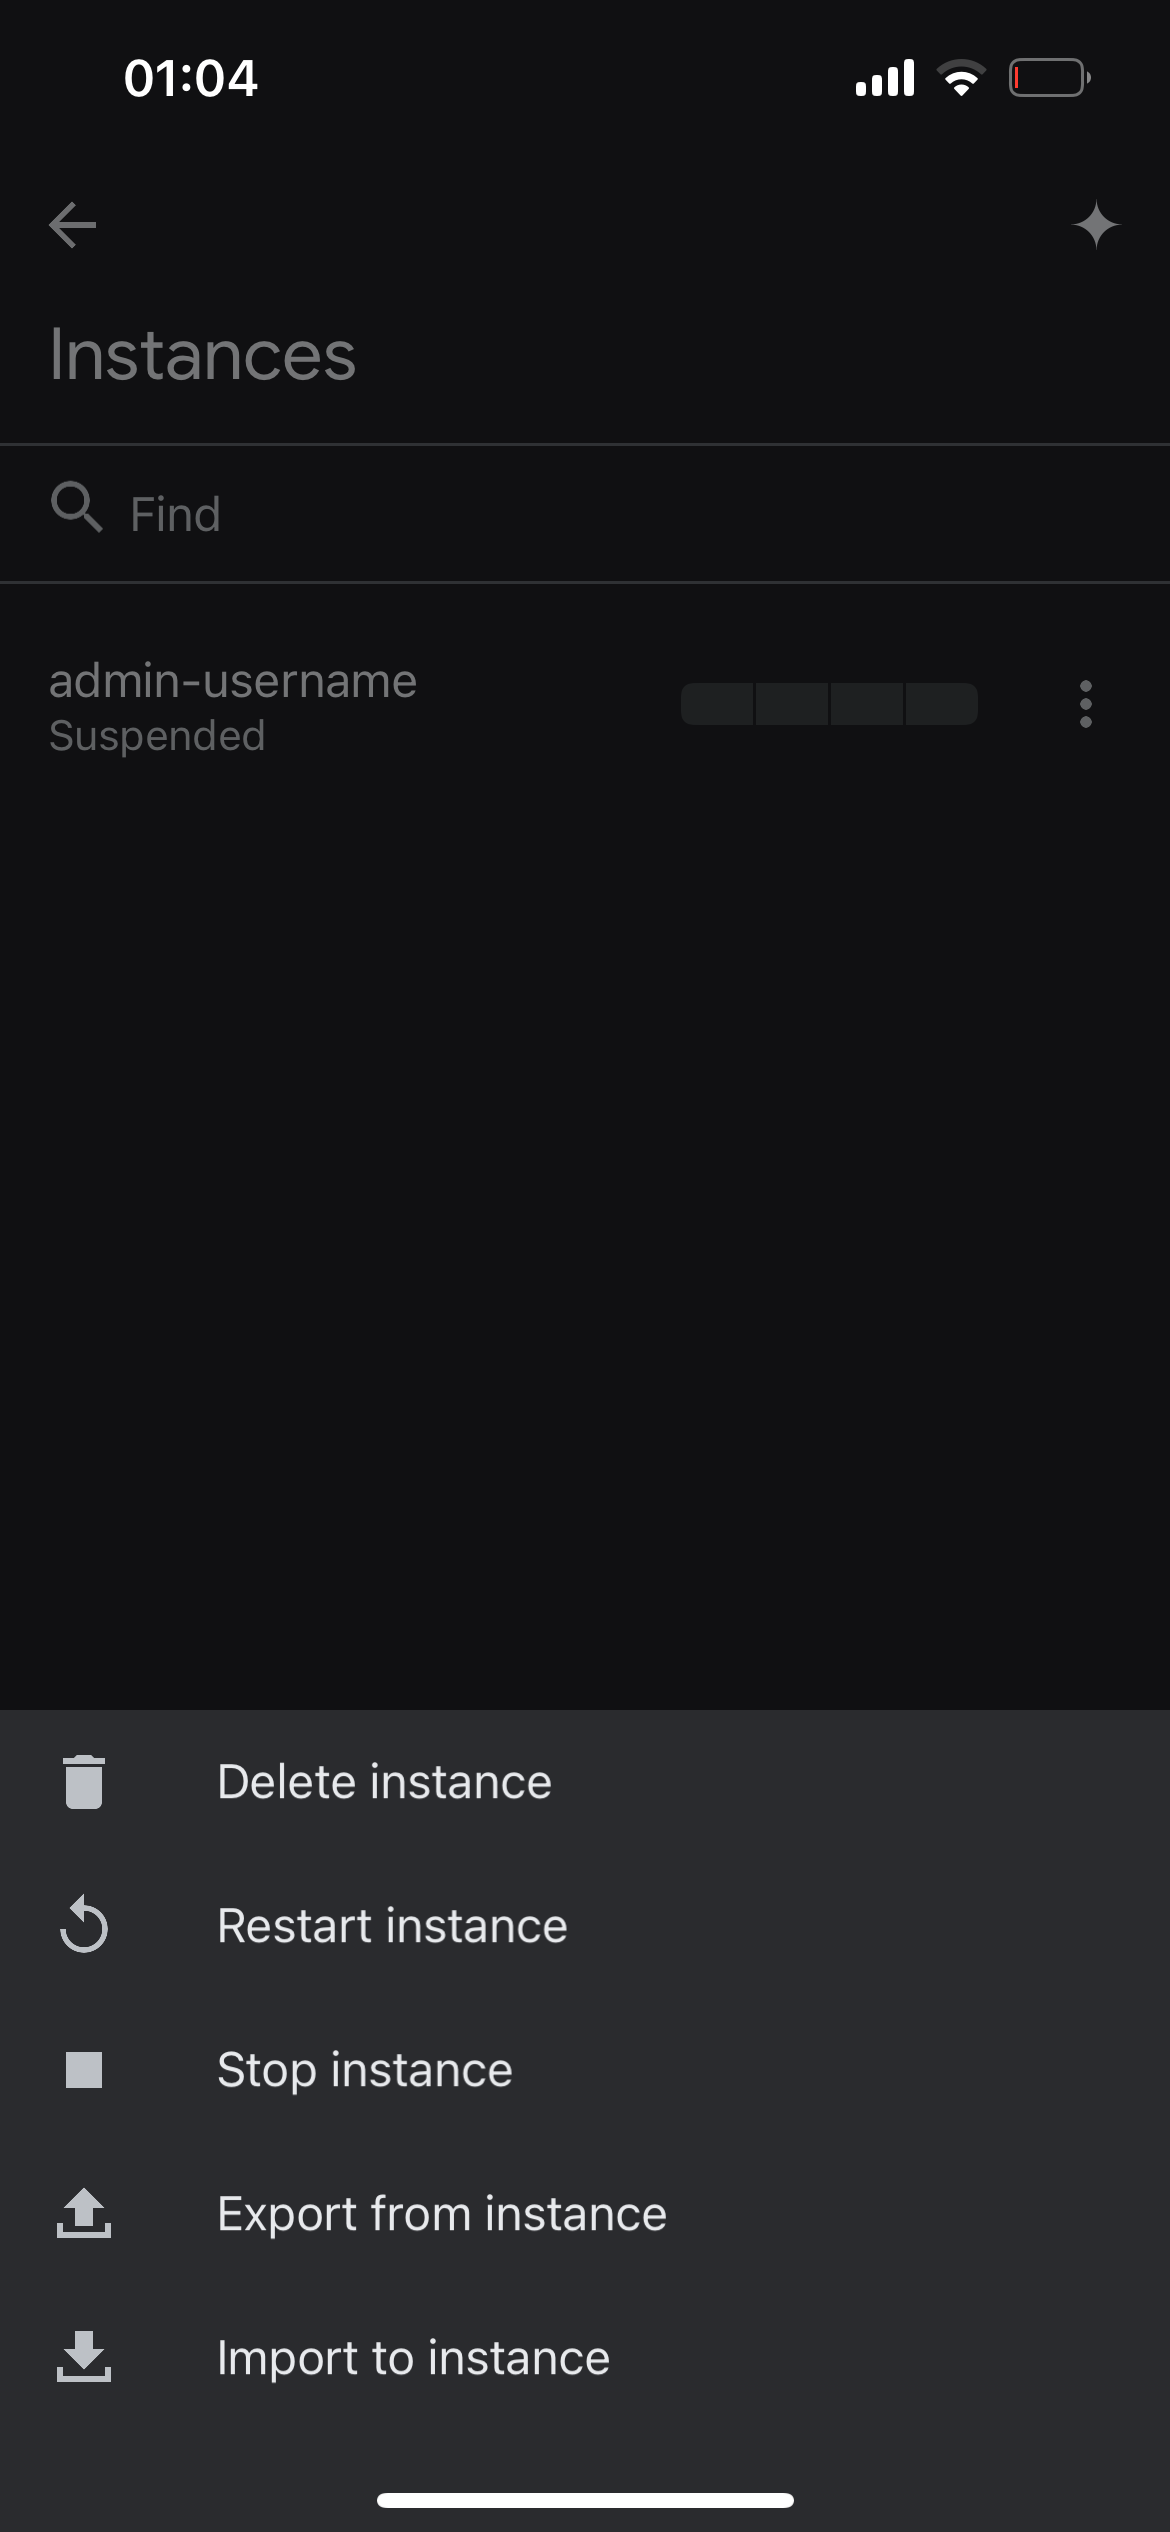 01:04
Instances
Find
admin-username
Suspended
Delete instance
Restart instance
Stop instance
Export from instance
Import to instance